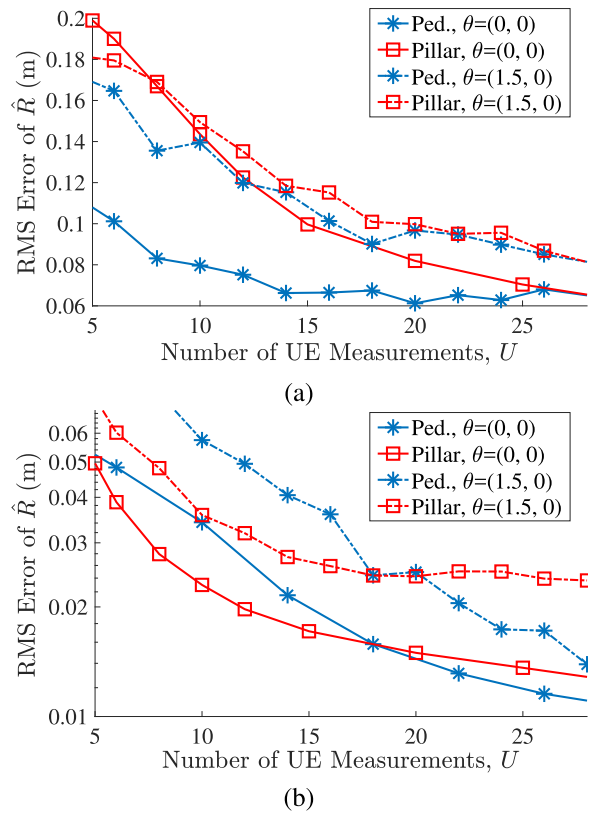 RMS Error of R̂ (m)
0.2
0.18
0.16
0.14
0.12
0.1
0.08
0.06
5 10 15 20 25
Number of UE Measurements, U
Ped., θ=(0, 0)
Pillar, θ=(0, 0)
Ped., θ=(1.5, 0)
Pillar, θ=(1.5, 0)
(a)
RMS Error of R̂ (m)
0.06
0.05
0.04
0.03
0.02
0.01
5 10 15 20 25
Number of UE Measurements, U
Ped., θ=(0, 0)
Pillar, θ=(0, 0)
Ped., θ=(1.5, 0)
Pillar, θ=(1.5, 0)
(b)